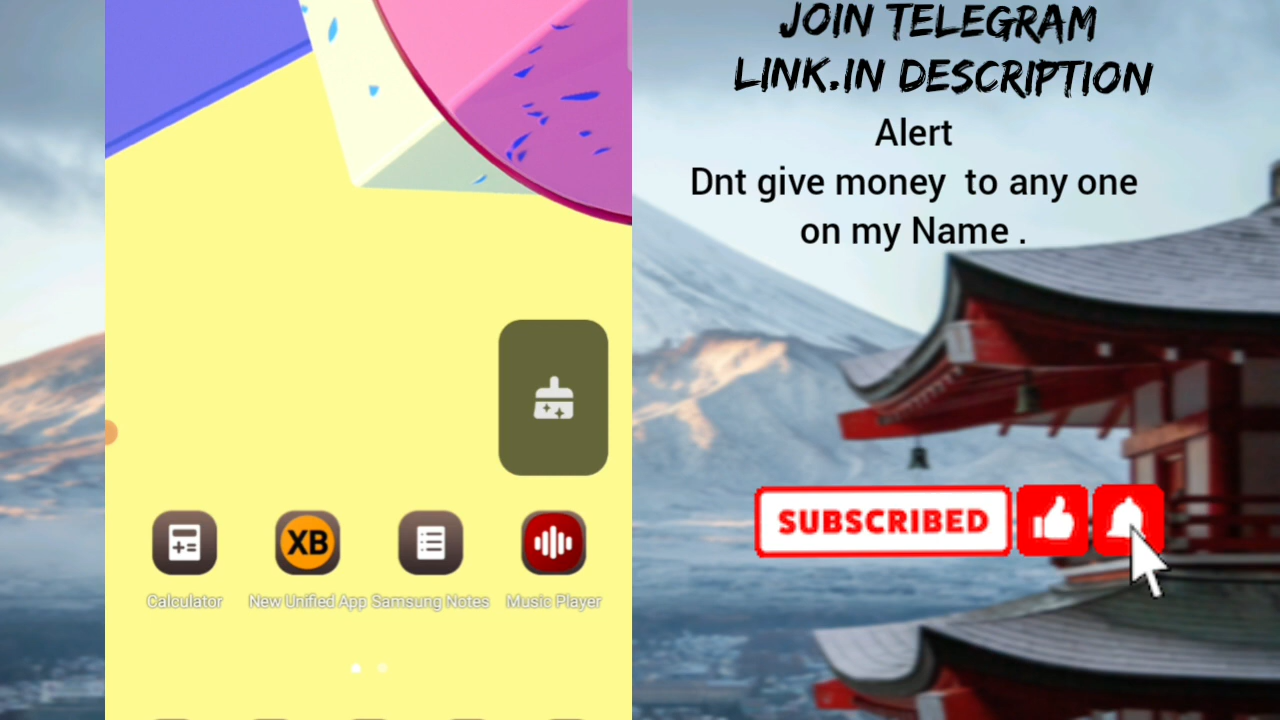 JOIN TELEGRAM
LINK.IN DESCRIPTION
Alert
Dnt give money to any one
on my Name .
XB
Calculator
New Unified App
Samsung Notes
Music Player
SUBSCRIBED